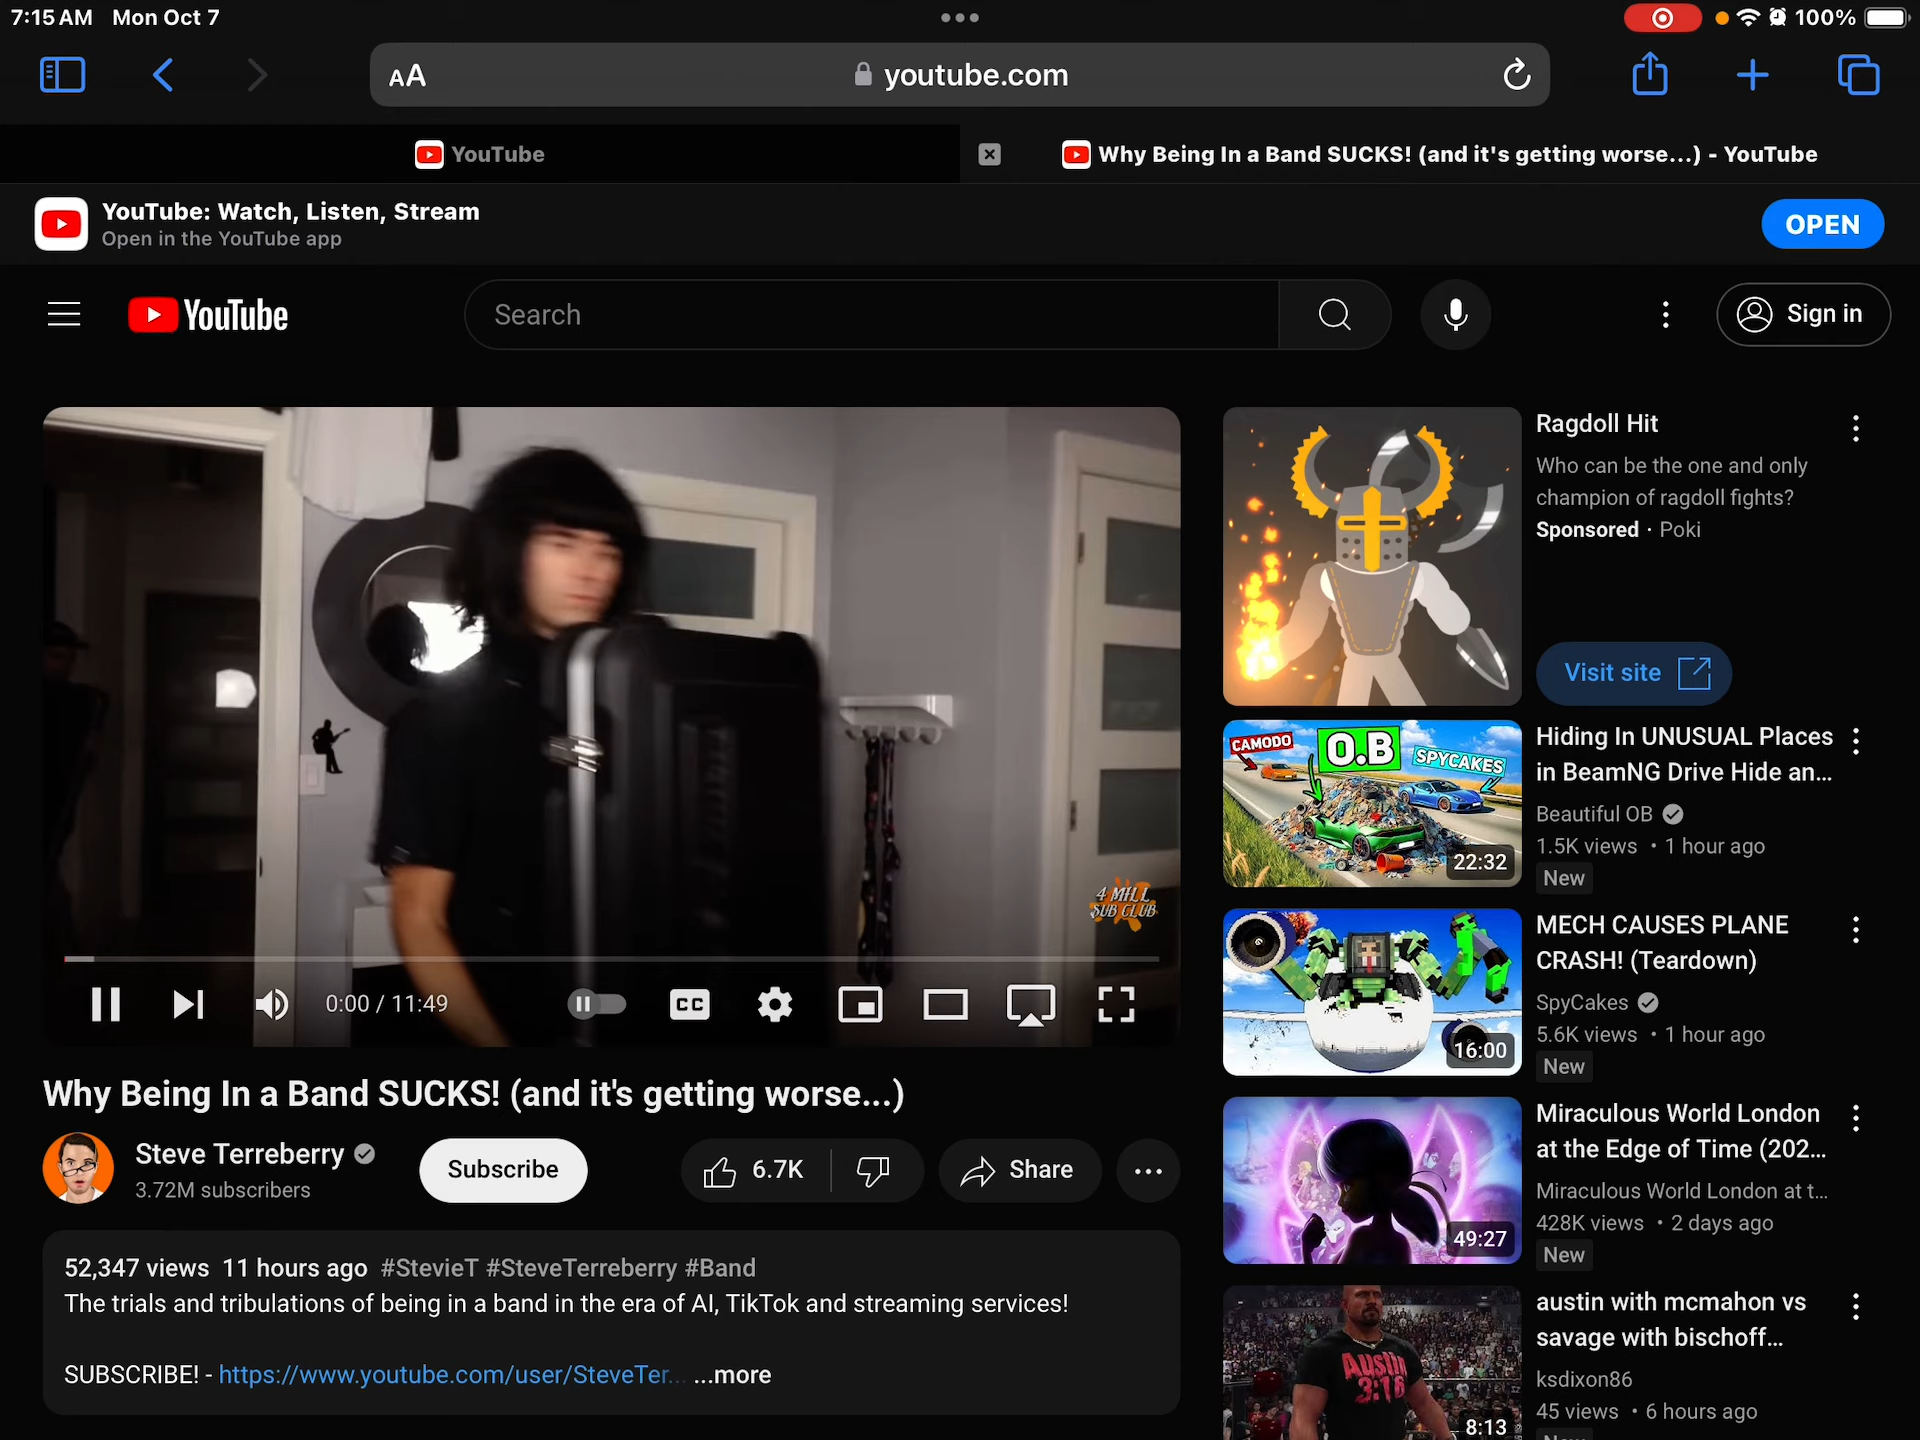 7:15 AM Mon Oct 7
100%
AA
youtube.com
YouTube
Why Being In a Band SUCKS! (and it's getting worse...) - YouTube
YouTube: Watch, Listen, Stream
Open in the YouTube app
OPEN
YouTube
Search
Sign in
4 MILL
SUB CLUB
0:00 / 11:49
CC
Why Being In a Band SUCKS! (and it's getting worse...)
Steve Terreberry
3.72M subscribers
Subscribe
6.7K
Share
52,347 views 11 hours ago #StevieT #SteveTerreberry #Band
The trials and tribulations of being in a band in the era of AI, TikTok and streaming services!
SUBSCRIBE! - https://www.youtube.com/user/SteveTer... ...more
Ragdoll Hit
Who can be the one and only
champion of ragdoll fights?
Sponsored · Poki
Visit site
CAMODO
O.B
SPYCAKES
22:32
Hiding In UNUSUAL Places
in BeamNG Drive Hide an...
Beautiful OB
1.5K views • 1 hour ago
New
16:00
MECH CAUSES PLANE
CRASH! (Teardown)
SpyCakes
5.6K views • 1 hour ago
New
49:27
Miraculous World London
at the Edge of Time (202...
Miraculous World London at t...
428K views • 2 days ago
New
AUSTIN
3:16
8:13
austin with mcmahon vs
savage with bischoff...
ksdixon86
45 views • 6 hours ago